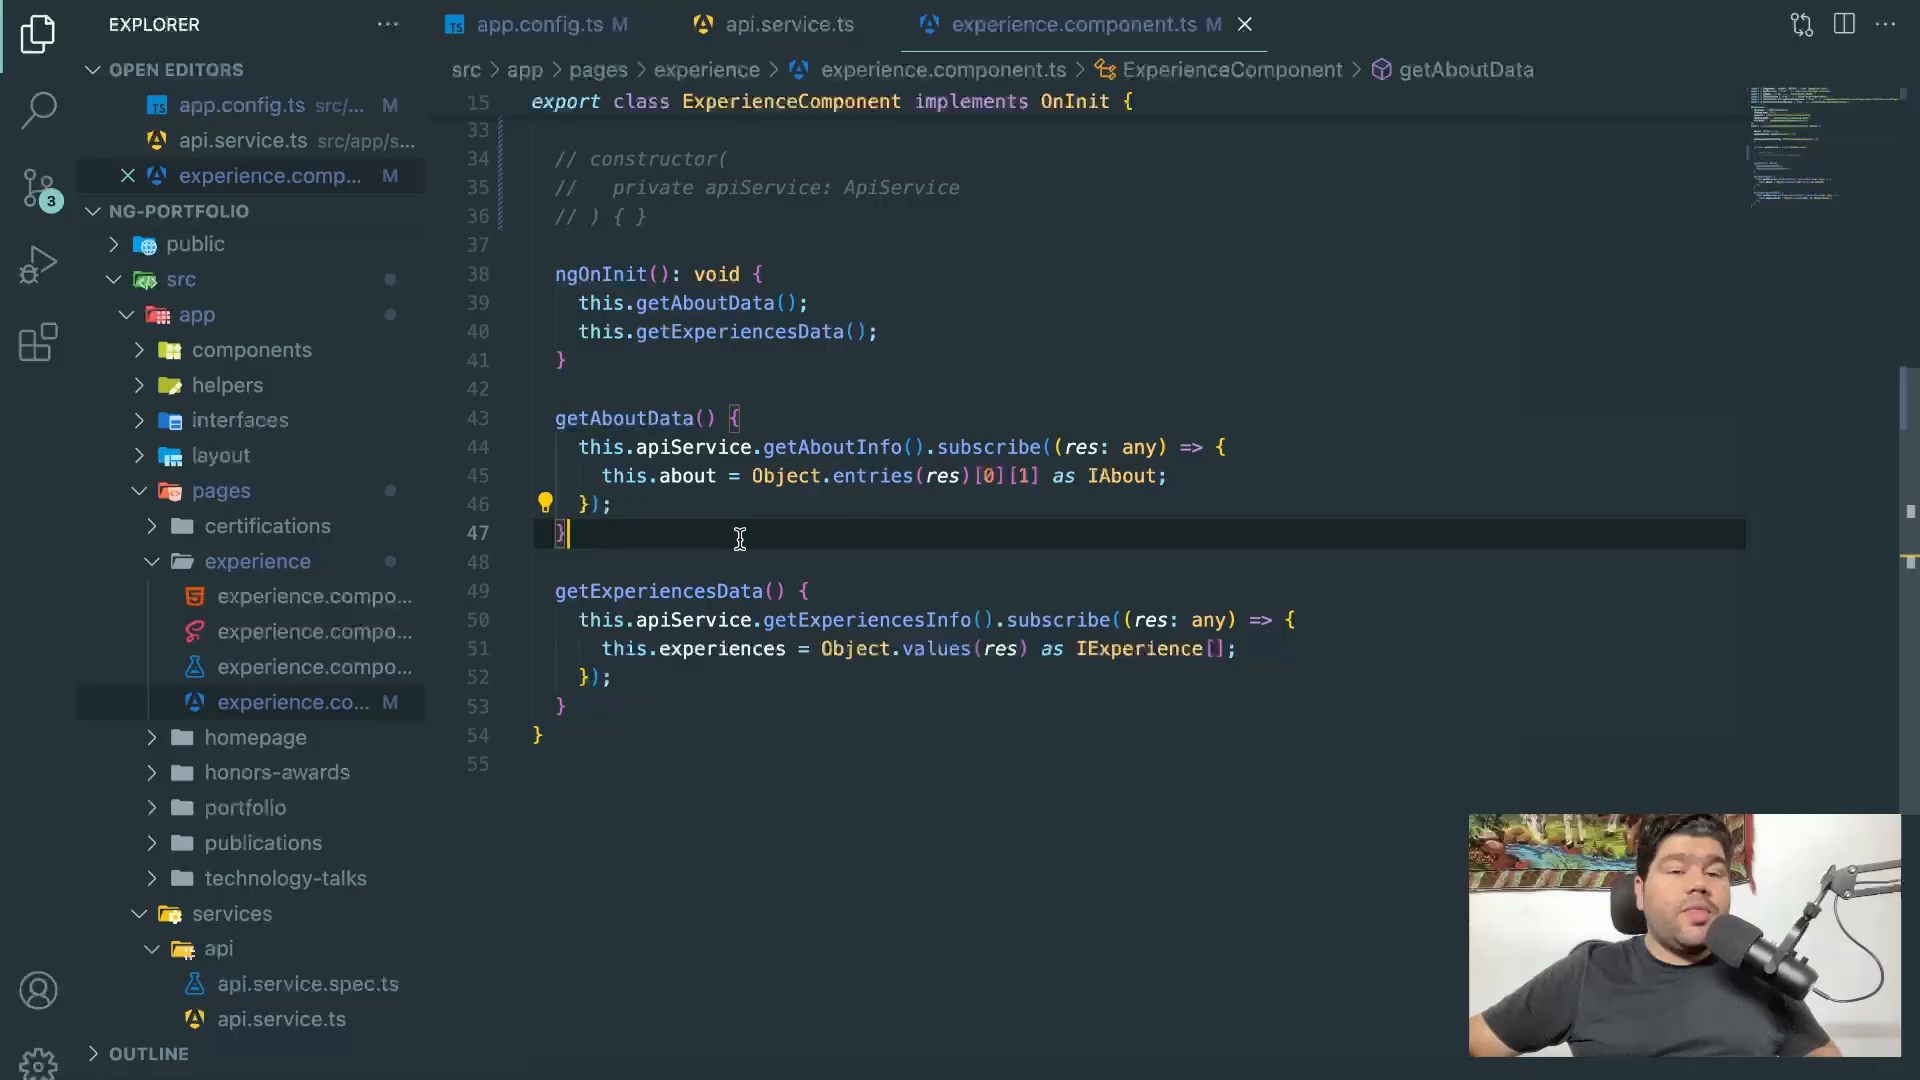 EXPLORER
OPEN EDITORS
app.config.ts src/... M
api.service.ts src/app/s...
experience.comp... M
NG-PORTFOLIO
public
src
app
components
helpers
interfaces
layout
pages
certifications
experience
experience.compo...
experience.compo...
experience.compo...
experience.co... M
homepage
honors-awards
portfolio
publications
technology-talks
services
api
api.service.spec.ts
api.service.ts
OUTLINE
3
app.config.ts M
api.service.ts
experience.component.ts M
src > app > pages > experience > experience.component.ts > ExperienceComponent > getAboutData
15 export class ExperienceComponent implements OnInit {
33
34 // constructor(
35 //   private apiService: ApiService
36 // ) { }
37
38 ngOnInit(): void {
39 this.getAboutData();
40 this.getExperiencesData();
41 }
42
43 getAboutData() {
44 this.apiService.getAboutInfo().subscribe((res: any) => {
45 this.about = Object.entries(res)[0][1] as IAbout;
46 });
47 }
48
49 getExperiencesData() {
50 this.apiService.getExperiencesInfo().subscribe((res: any) => {
51 this.experiences = Object.values(res) as IExperience[];
52 });
53 }
54 }
55